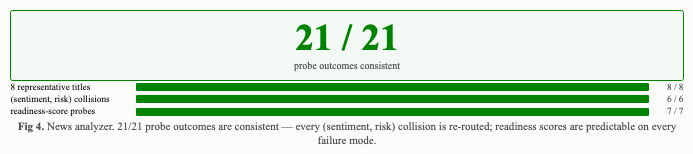 21 / 21
probe outcomes consistent
8 representative titles 8 / 8
(sentiment, risk) collisions 6 / 6
readiness-score probes 7 / 7
Fig 4. News analyzer. 21/21 probe outcomes are consistent — every (sentiment, risk) collision is re-routed; readiness scores are predictable on every
failure mode.